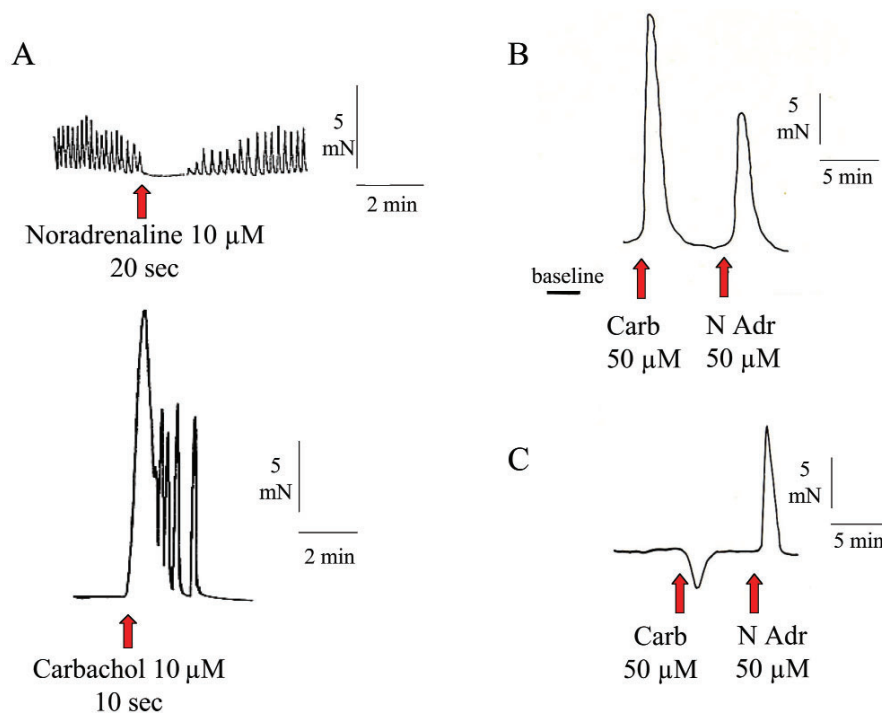 A
5
mN
2 min
Noradrenaline 10 µM
20 sec
5
mN
2 min
Carbachol 10 µM
10 sec
B
5
mN
5 min
baseline
Carb
50 µM
N Adr
50 µM
C
5
mN
5 min
Carb
50 µM
N Adr
50 µM